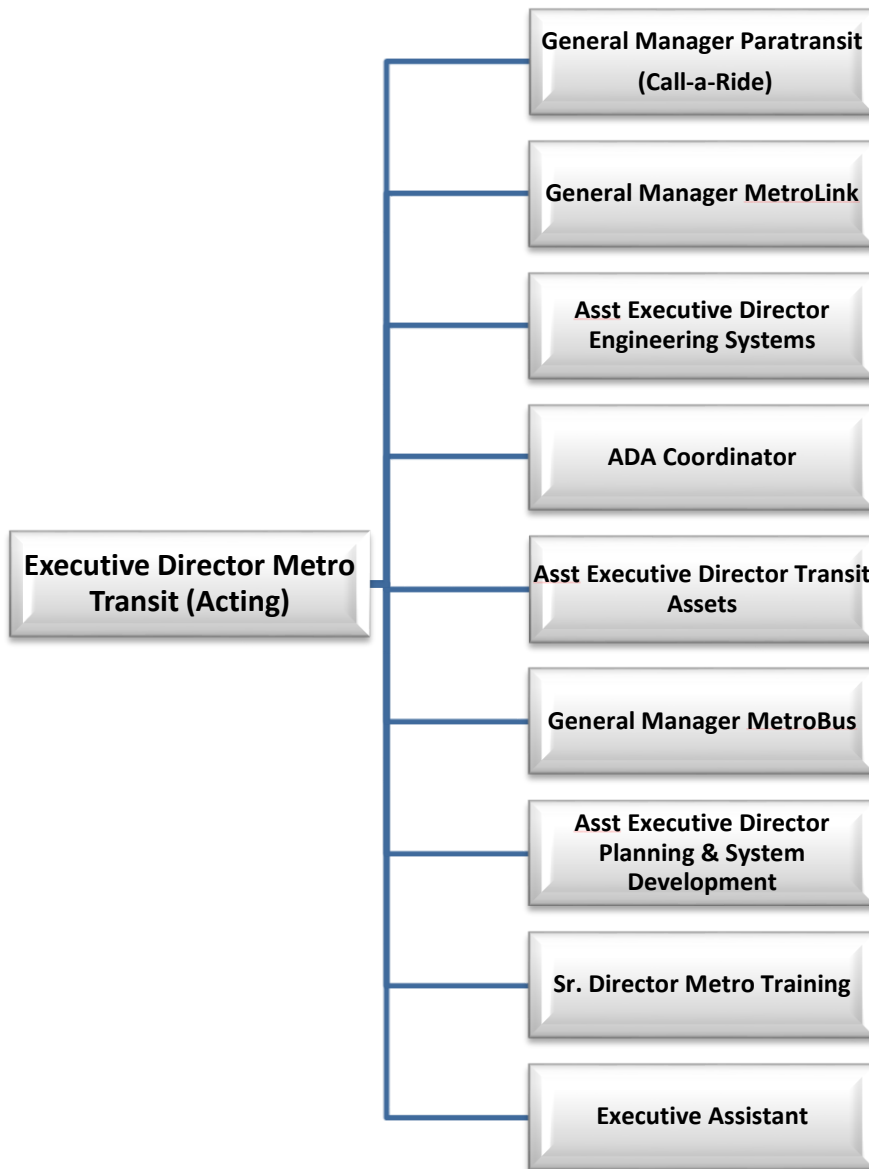 General Manager Paratransit
(Call-a-Ride)
General Manager MetroLink
Asst Executive Director
Engineering Systems
ADA Coordinator
Executive Director Metro
Transit (Acting)
Asst Executive Director Transit
Assets
General Manager MetroBus
Asst Executive Director
Planning & System
Development
Sr. Director Metro Training
Executive Assistant